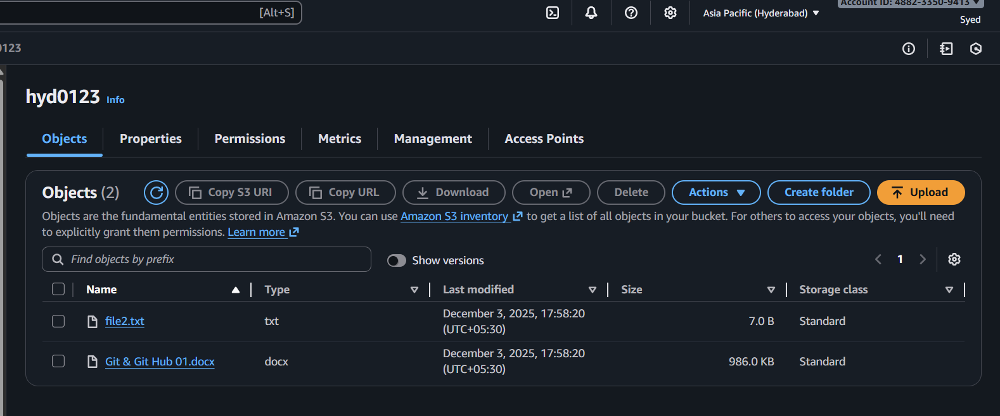 [Alt+S]
Asia Pacific (Hyderabad)
Account ID: 4882-3350-9413
Syed
0123
hyd0123 Info
Objects Properties Permissions Metrics Management Access Points
Objects (2) Copy S3 URI Copy URL Download Open Delete Actions Create folder Upload
Objects are the fundamental entities stored in Amazon S3. You can use Amazon S3 inventory to get a list of all objects in your bucket. For others to access your objects, you'll need
to explicitly grant them permissions. Learn more
Find objects by prefix Show versions 1
Name Type Last modified Size Storage class
file2.txt txt December 3, 2025, 17:58:20 7.0 B Standard
(UTC+05:30)
Git & Git Hub 01.docx docx December 3, 2025, 17:58:20 986.0 KB Standard
(UTC+05:30)